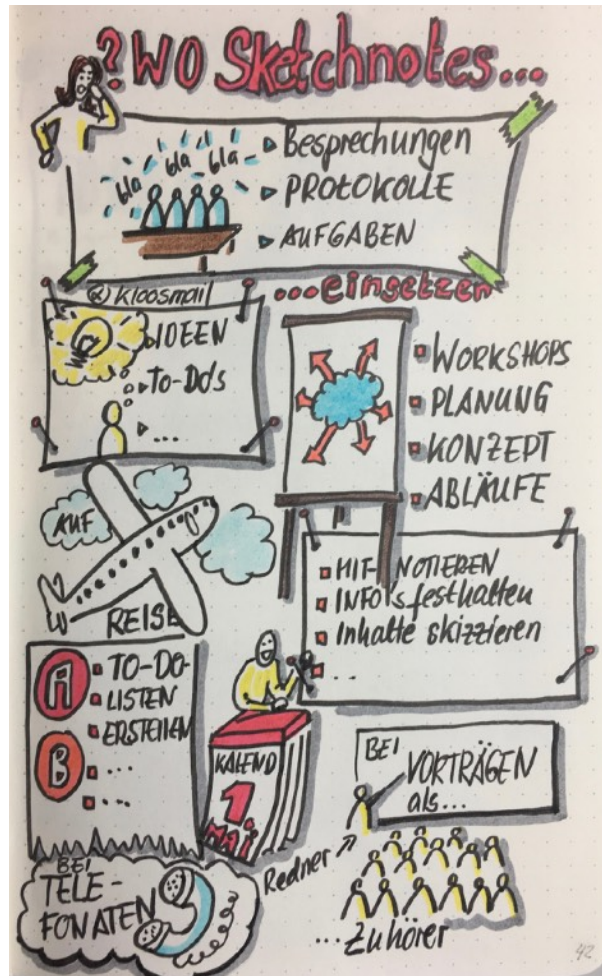 ? WO Sketchnotes...
bla bla bla bla
Besprechungen
PROTOKOLLE
AUFGABEN
...einsetzen
@kloosmail
IDEEN
TO-DO's
...
WORKSHOPS
PLANUNG
KONZEPT
ABLÄUFE
AUF
REISE
MIT-NOTIEREN
INFO's festhalten
Inhalte skizzieren
...
A
TO-DO-
LISTEN
ERSTELLEN
B
...
...
KALEND
1.
MAI
BEI
VORTRÄGEN
als...
Redner
...Zuhörer
BEI
TELE-
FONATEN
42